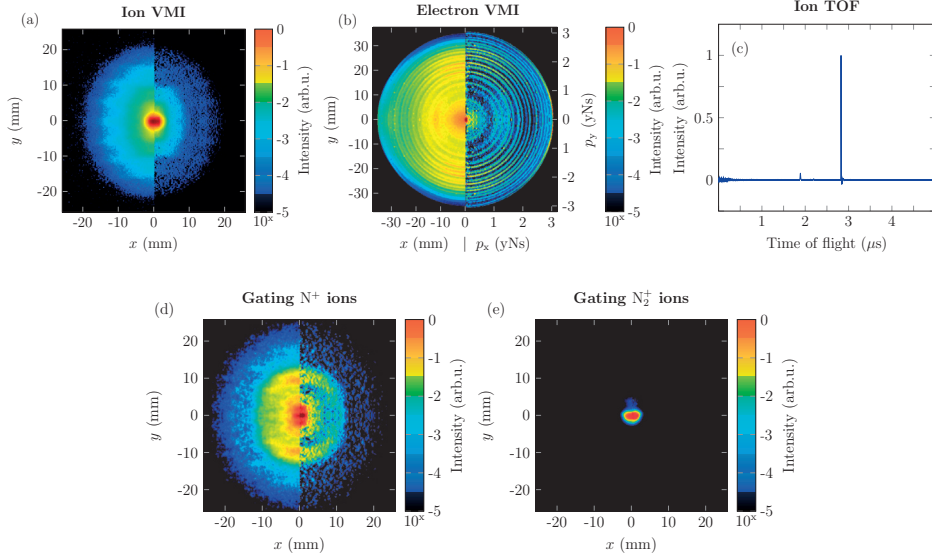 Ion VMI
Electron VMI
Ion TOF
(a)
(b)
(c)
20
10
0
-10
-20
y (mm)
-20 -10 0 10 20
x (mm)
0
-1
-2
-3
-4
-5
10^x
Intensity (arb.u.)
30
20
10
0
-10
-20
-30
y (mm)
-30 -20 -10 0 1 2 3
x (mm) | p_x (yNs)
3
2
1
0
1
2
3
p_y (yNs)
0
-1
-2
-3
-4
-5
10^x
Intensity (arb.u.)
1
0.5
0
Intensity (arb.u.)
1 2 3 4
Time of flight (μs)
Gating N⁺ ions
Gating N₂⁺ ions
(d)
(e)
20
10
0
-10
-20
y (mm)
-20 -10 0 10 20
x (mm)
0
-1
-2
-3
-4
-5
10^x
Intensity (arb.u.)
20
10
0
-10
-20
y (mm)
-20 -10 0 10 20
x (mm)
0
-1
-2
-3
-4
-5
10^x
Intensity (arb.u.)